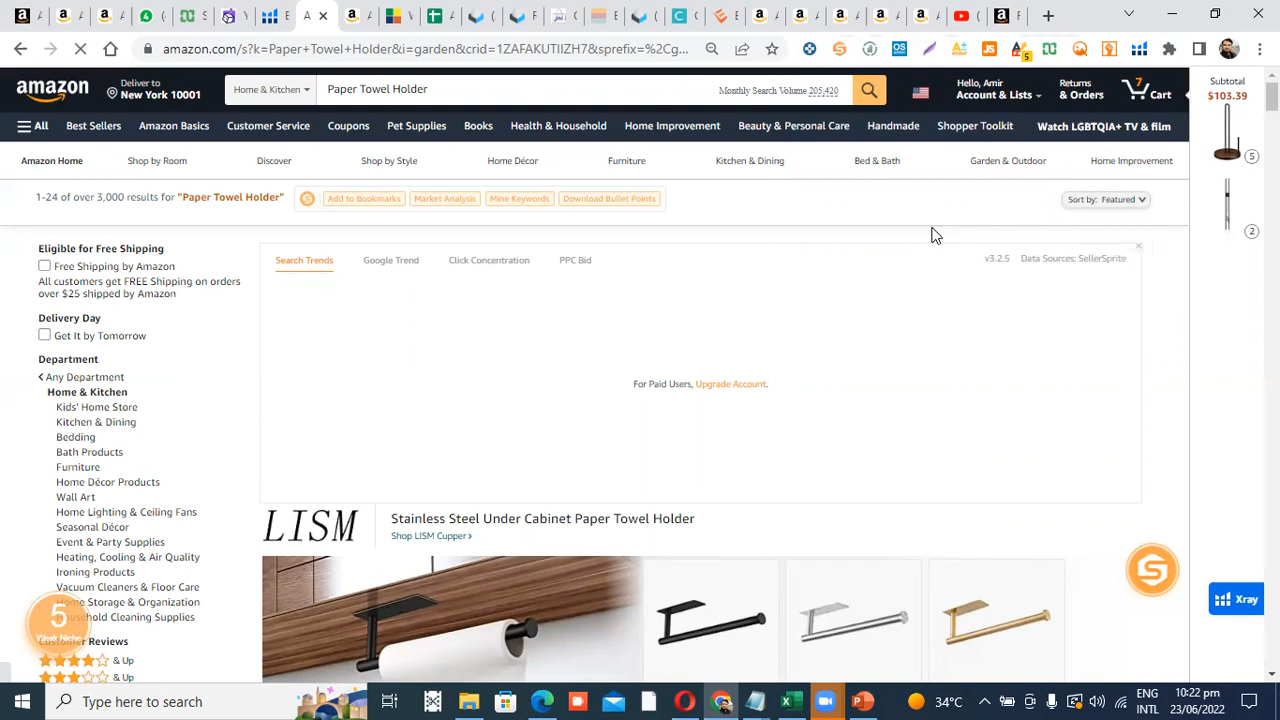 amazon.com/s?k=Paper+Towel+Holder&i=garden&crid=1ZAFAKUTIIZH7&sprefix=%2Cg...
amazon
Deliver to
New York 10001
Home & Kitchen
Paper Towel Holder
Monthly Search Volume 205,420
Hello, Amir
Account & Lists
Returns
& Orders
7
Cart
Subtotal
$103.39
All
Best Sellers
Amazon Basics
Customer Service
Coupons
Pet Supplies
Books
Health & Household
Home Improvement
Beauty & Personal Care
Handmade
Shopper Toolkit
Watch LGBTQIA+ TV & film
Amazon Home
Shop by Room
Discover
Shop by Style
Home Décor
Furniture
Kitchen & Dining
Bed & Bath
Garden & Outdoor
Home Improvement
5
2
1-24 of over 3,000 results for "Paper Towel Holder"
Add to Bookmarks
Market Analysis
Mine Keywords
Download Bullet Points
Sort by: Featured
Eligible for Free Shipping
Free Shipping by Amazon
All customers get FREE Shipping on orders
over $25 shipped by Amazon
Delivery Day
Get It by Tomorrow
Department
Any Department
Home & Kitchen
Kids' Home Store
Kitchen & Dining
Bedding
Bath Products
Furniture
Home Décor Products
Wall Art
Home Lighting & Ceiling Fans
Seasonal Décor
Event & Party Supplies
Heating, Cooling & Air Quality
Ironing Products
Vacuum Cleaners & Floor Care
Home Storage & Organization
Household Cleaning Supplies
5
Week Niche
Customer Reviews
& Up
& Up
Search Trends
Google Trend
Click Concentration
PPC Bid
v3.2.5
Data Sources: SellerSprite
For Paid Users, Upgrade Account.
LISM
Stainless Steel Under Cabinet Paper Towel Holder
Shop LISM Cupper ›
Xray
Type here to search
34°C
ENG
INTL
10:22 pm
23/06/2022